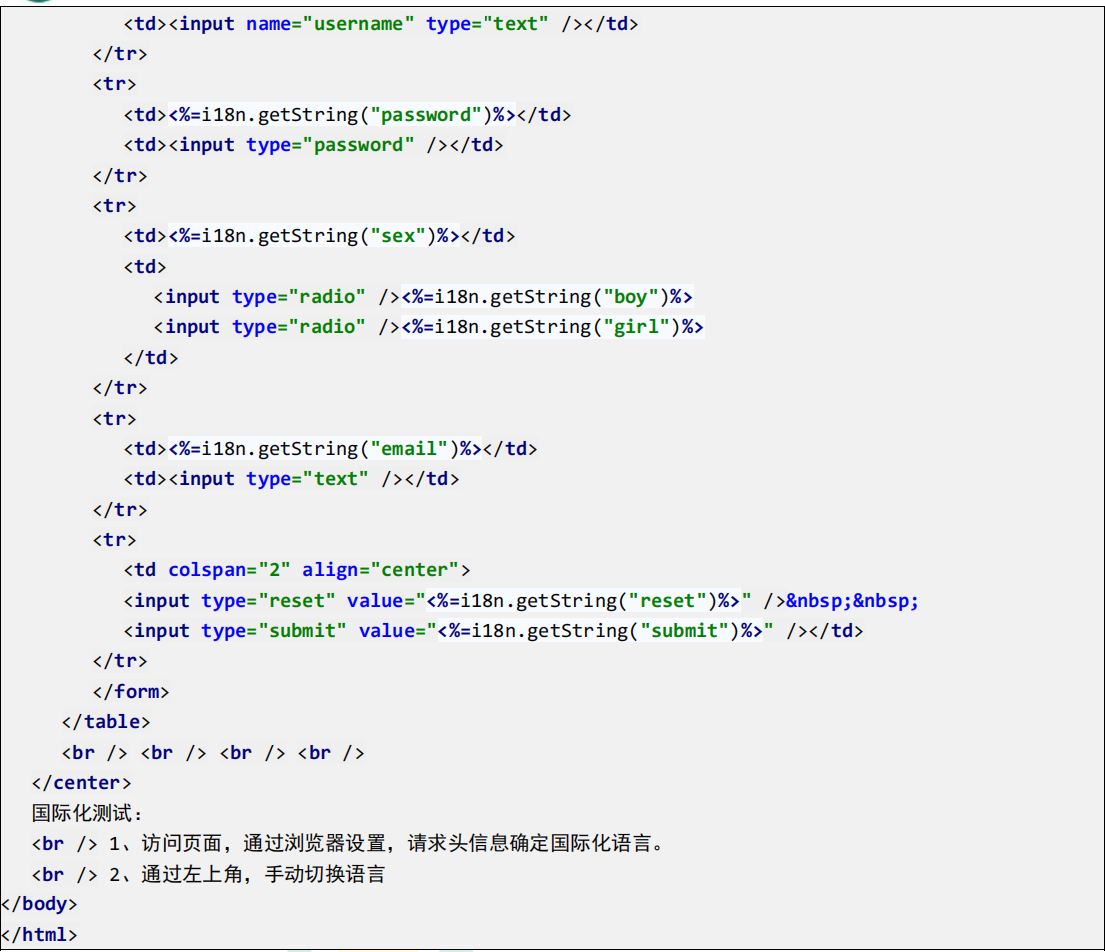 <td><input name="username" type="text" /></td>
</tr>
<tr>
<td><%=i18n.getString("password")%></td>
<td><input type="password" /></td>
</tr>
<tr>
<td><%=i18n.getString("sex")%></td>
<td>
<input type="radio" /><%=i18n.getString("boy")%>
<input type="radio" /><%=i18n.getString("girl")%>
</td>
</tr>
<tr>
<td><%=i18n.getString("email")%></td>
<td><input type="text" /></td>
</tr>
<tr>
<td colspan="2" align="center">
<input type="reset" value="<%=i18n.getString("reset")%>" />&nbsp;&nbsp;
<input type="submit" value="<%=i18n.getString("submit")%>" /></td>
</tr>
</form>
</table>
<br /> <br /> <br /> <br />
</center>
国际化测试：
<br /> 1、访问页面，通过浏览器设置，请求头信息确定国际化语言。
<br /> 2、通过左上角，手动切换语言
</body>
</html>